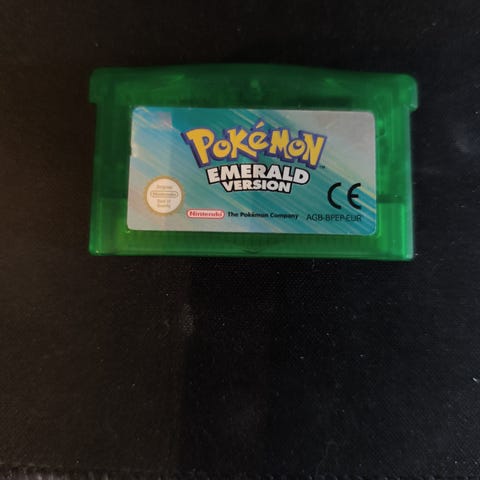 POKéMON
EMERALD
VERSION
Original
Nintendo
Seal of
Quality
Nintendo The Pokémon Company AGB-BPEP-EUR
CE